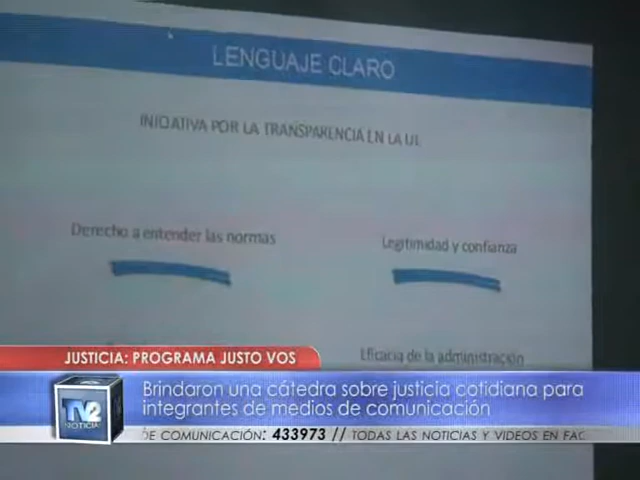 LENGUAJE CLARO
INICIATIVA POR LA TRANSPARENCIA EN LA UE
Derecho a entender las normas
Legitimidad y confianza
Eficacia de la administración
JUSTICIA: PROGRAMA JUSTO VOS
Brindaron una cátedra sobre justicia cotidiana para
integrantes de medios de comunicación
TV2
NOTICIAS
DE COMUNICACIÓN: 433973 // TODAS LAS NOTICIAS Y VIDEOS EN FAC